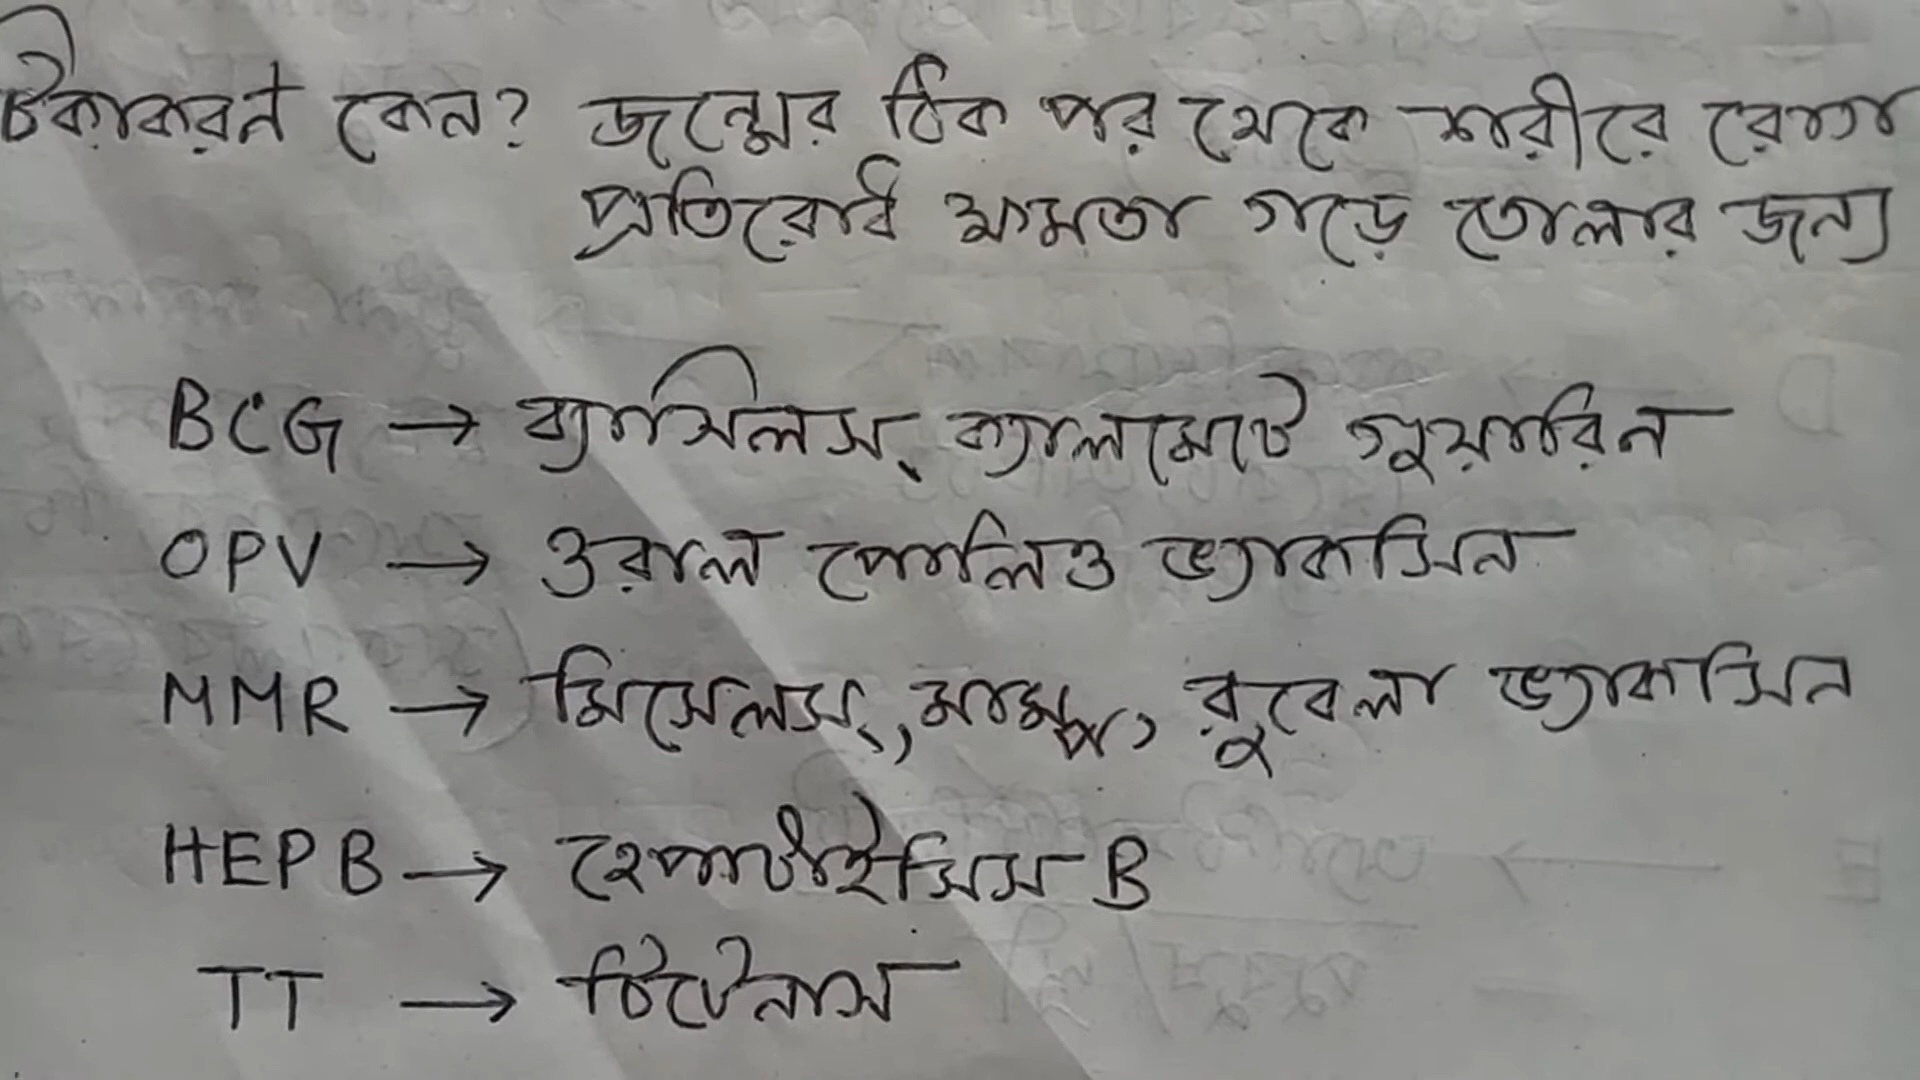 টিকাকরন কেন? জন্মের ঠিক পর থেকে শরীরে রোগ
প্রতিরোধ ক্ষমতা গড়ে তোলার জন্য
BCG → ব্যাসিলস্ ক্যালমেটে গুয়ারিন
OPV → ওরাল পোলিও ভ্যাকসিন
MMR → মিসেলস্, মাম্পস, রুবেলা ভ্যাকসিন
HEP B → হেপাটাইসিস B
TT → টিটেনাস